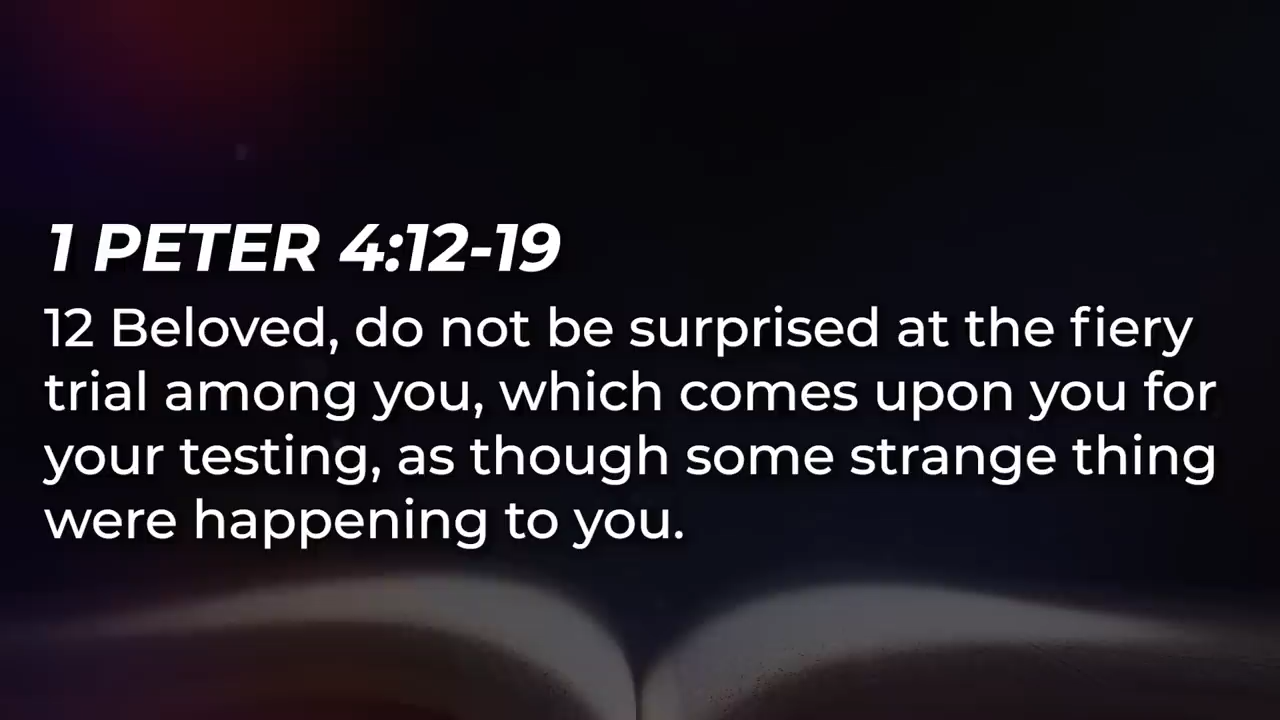 1 PETER 4:12-19
12 Beloved, do not be surprised at the fiery
trial among you, which comes upon you for
your testing, as though some strange thing
were happening to you.